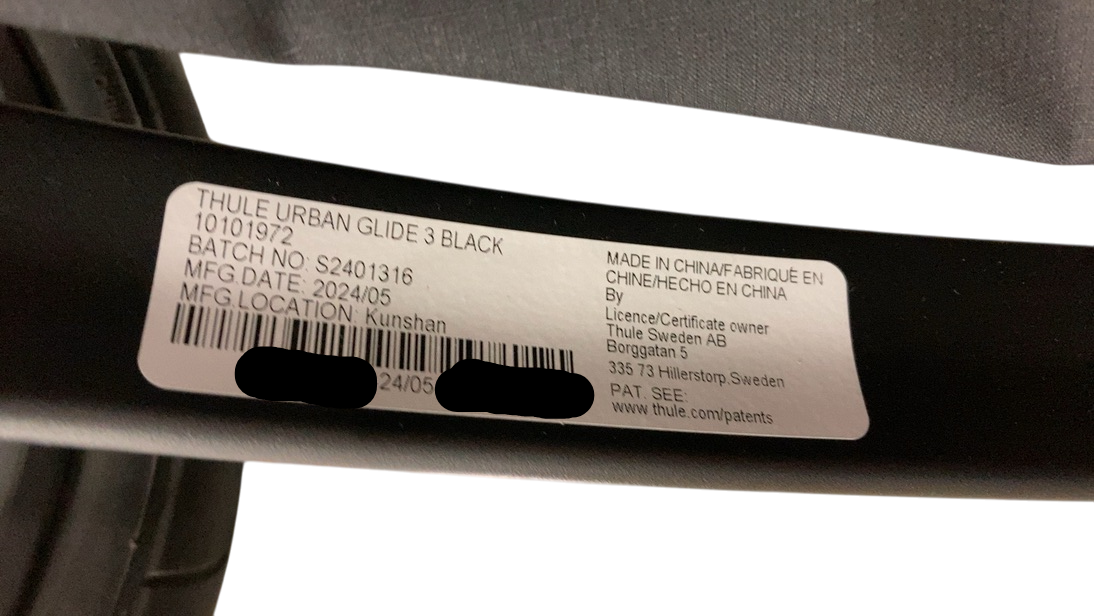 THULE URBAN GLIDE 3 BLACK
10101972
BATCH NO: S2401316
MFG.DATE: 2024/05
MFG.LOCATION: Kunshan
24/05
MADE IN CHINA/FABRIQUÉ EN
CHINE/HECHO EN CHINA
By
Licence/Certificate owner
Thule Sweden AB
Borggatan 5
335 73 Hillerstorp,Sweden
PAT. SEE:
www.thule.com/patents